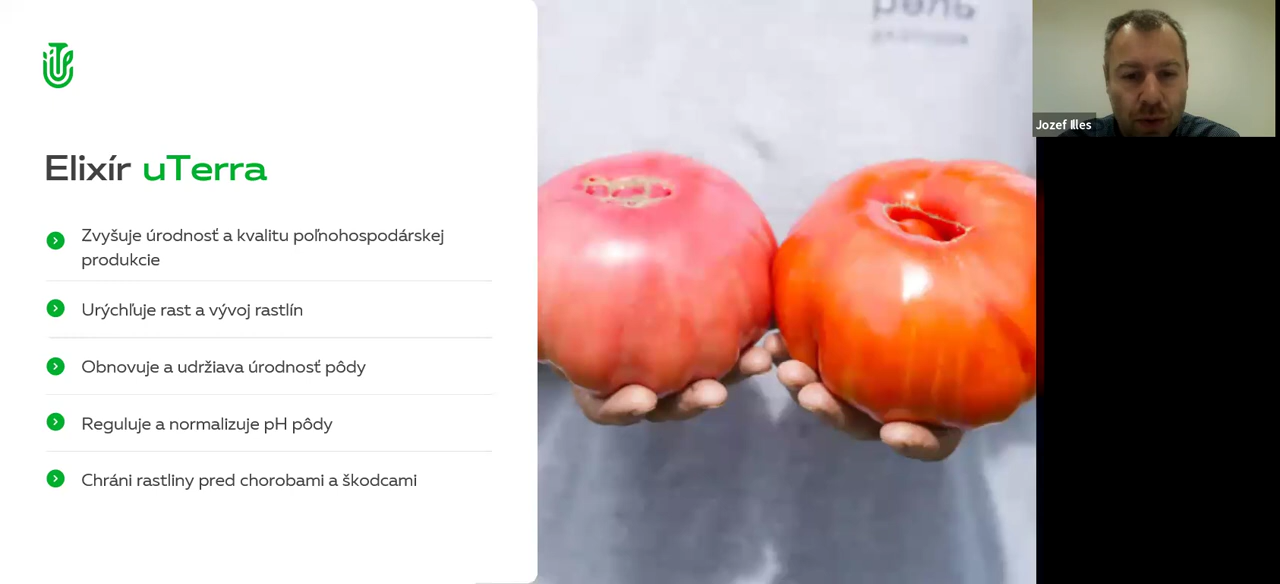 Elixír uTerra
Zvyšuje úrodnosť a kvalitu poľnohospodárskej
produkcie
Urýchľuje rast a vývoj rastlín
Obnovuje a udržiava úrodnosť pôdy
Reguluje a normalizuje pH pôdy
Chráni rastliny pred chorobami a škodcami
Jozef Illes